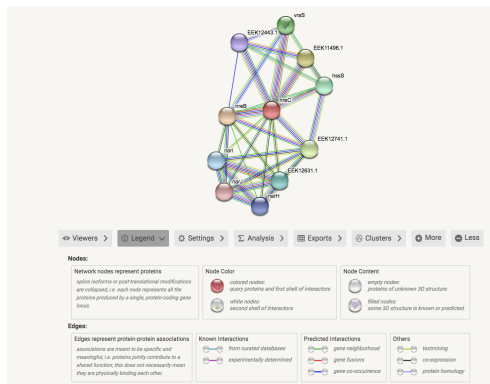 vraS
EEK12443.1
EEK11496.1
hssS
nreB
nreC
EEK12741.1
narI
EEK12631.1
narJ
narH
Viewers >
Legend
Settings >
Analysis >
Exports >
Clusters >
More
Less
Nodes:
Network nodes represent proteins
splice isoforms or post-translational modifications
are collapsed, i.e. each node represents all the
proteins produced by a single, protein-coding gene
locus.
Node Color
colored nodes:
query proteins and first shell of interactors
white nodes:
second shell of interactors
Node Content
empty nodes:
proteins of unknown 3D structure
filled nodes:
some 3D structure is known or predicted
Edges:
Edges represent protein-protein associations
associations are meant to be specific and
meaningful, i.e. proteins jointly contribute to a
shared function; this does not necessarily mean
they are physically binding each other.
Known Interactions
from curated databases
experimentally determined
Predicted Interactions
gene neighborhood
gene fusions
gene co-occurrence
Others
textmining
co-expression
protein homology